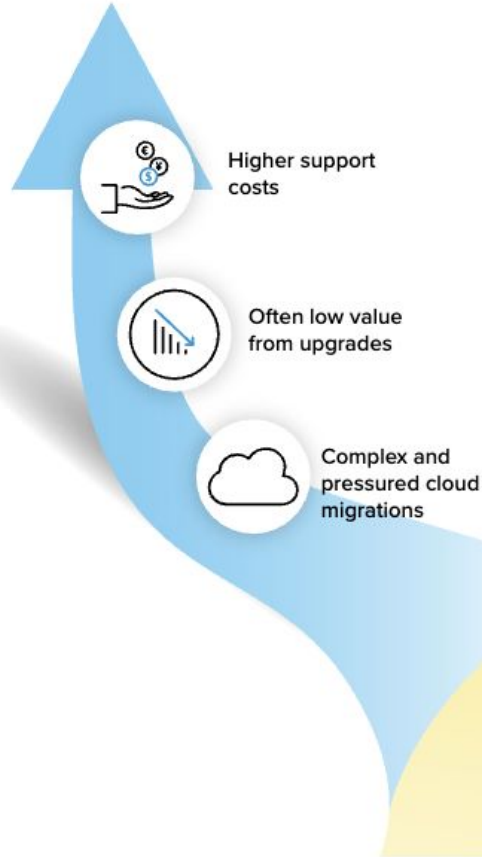 €
¥
$
Higher support
costs
Often low value
from upgrades
Complex and
pressured cloud
migrations